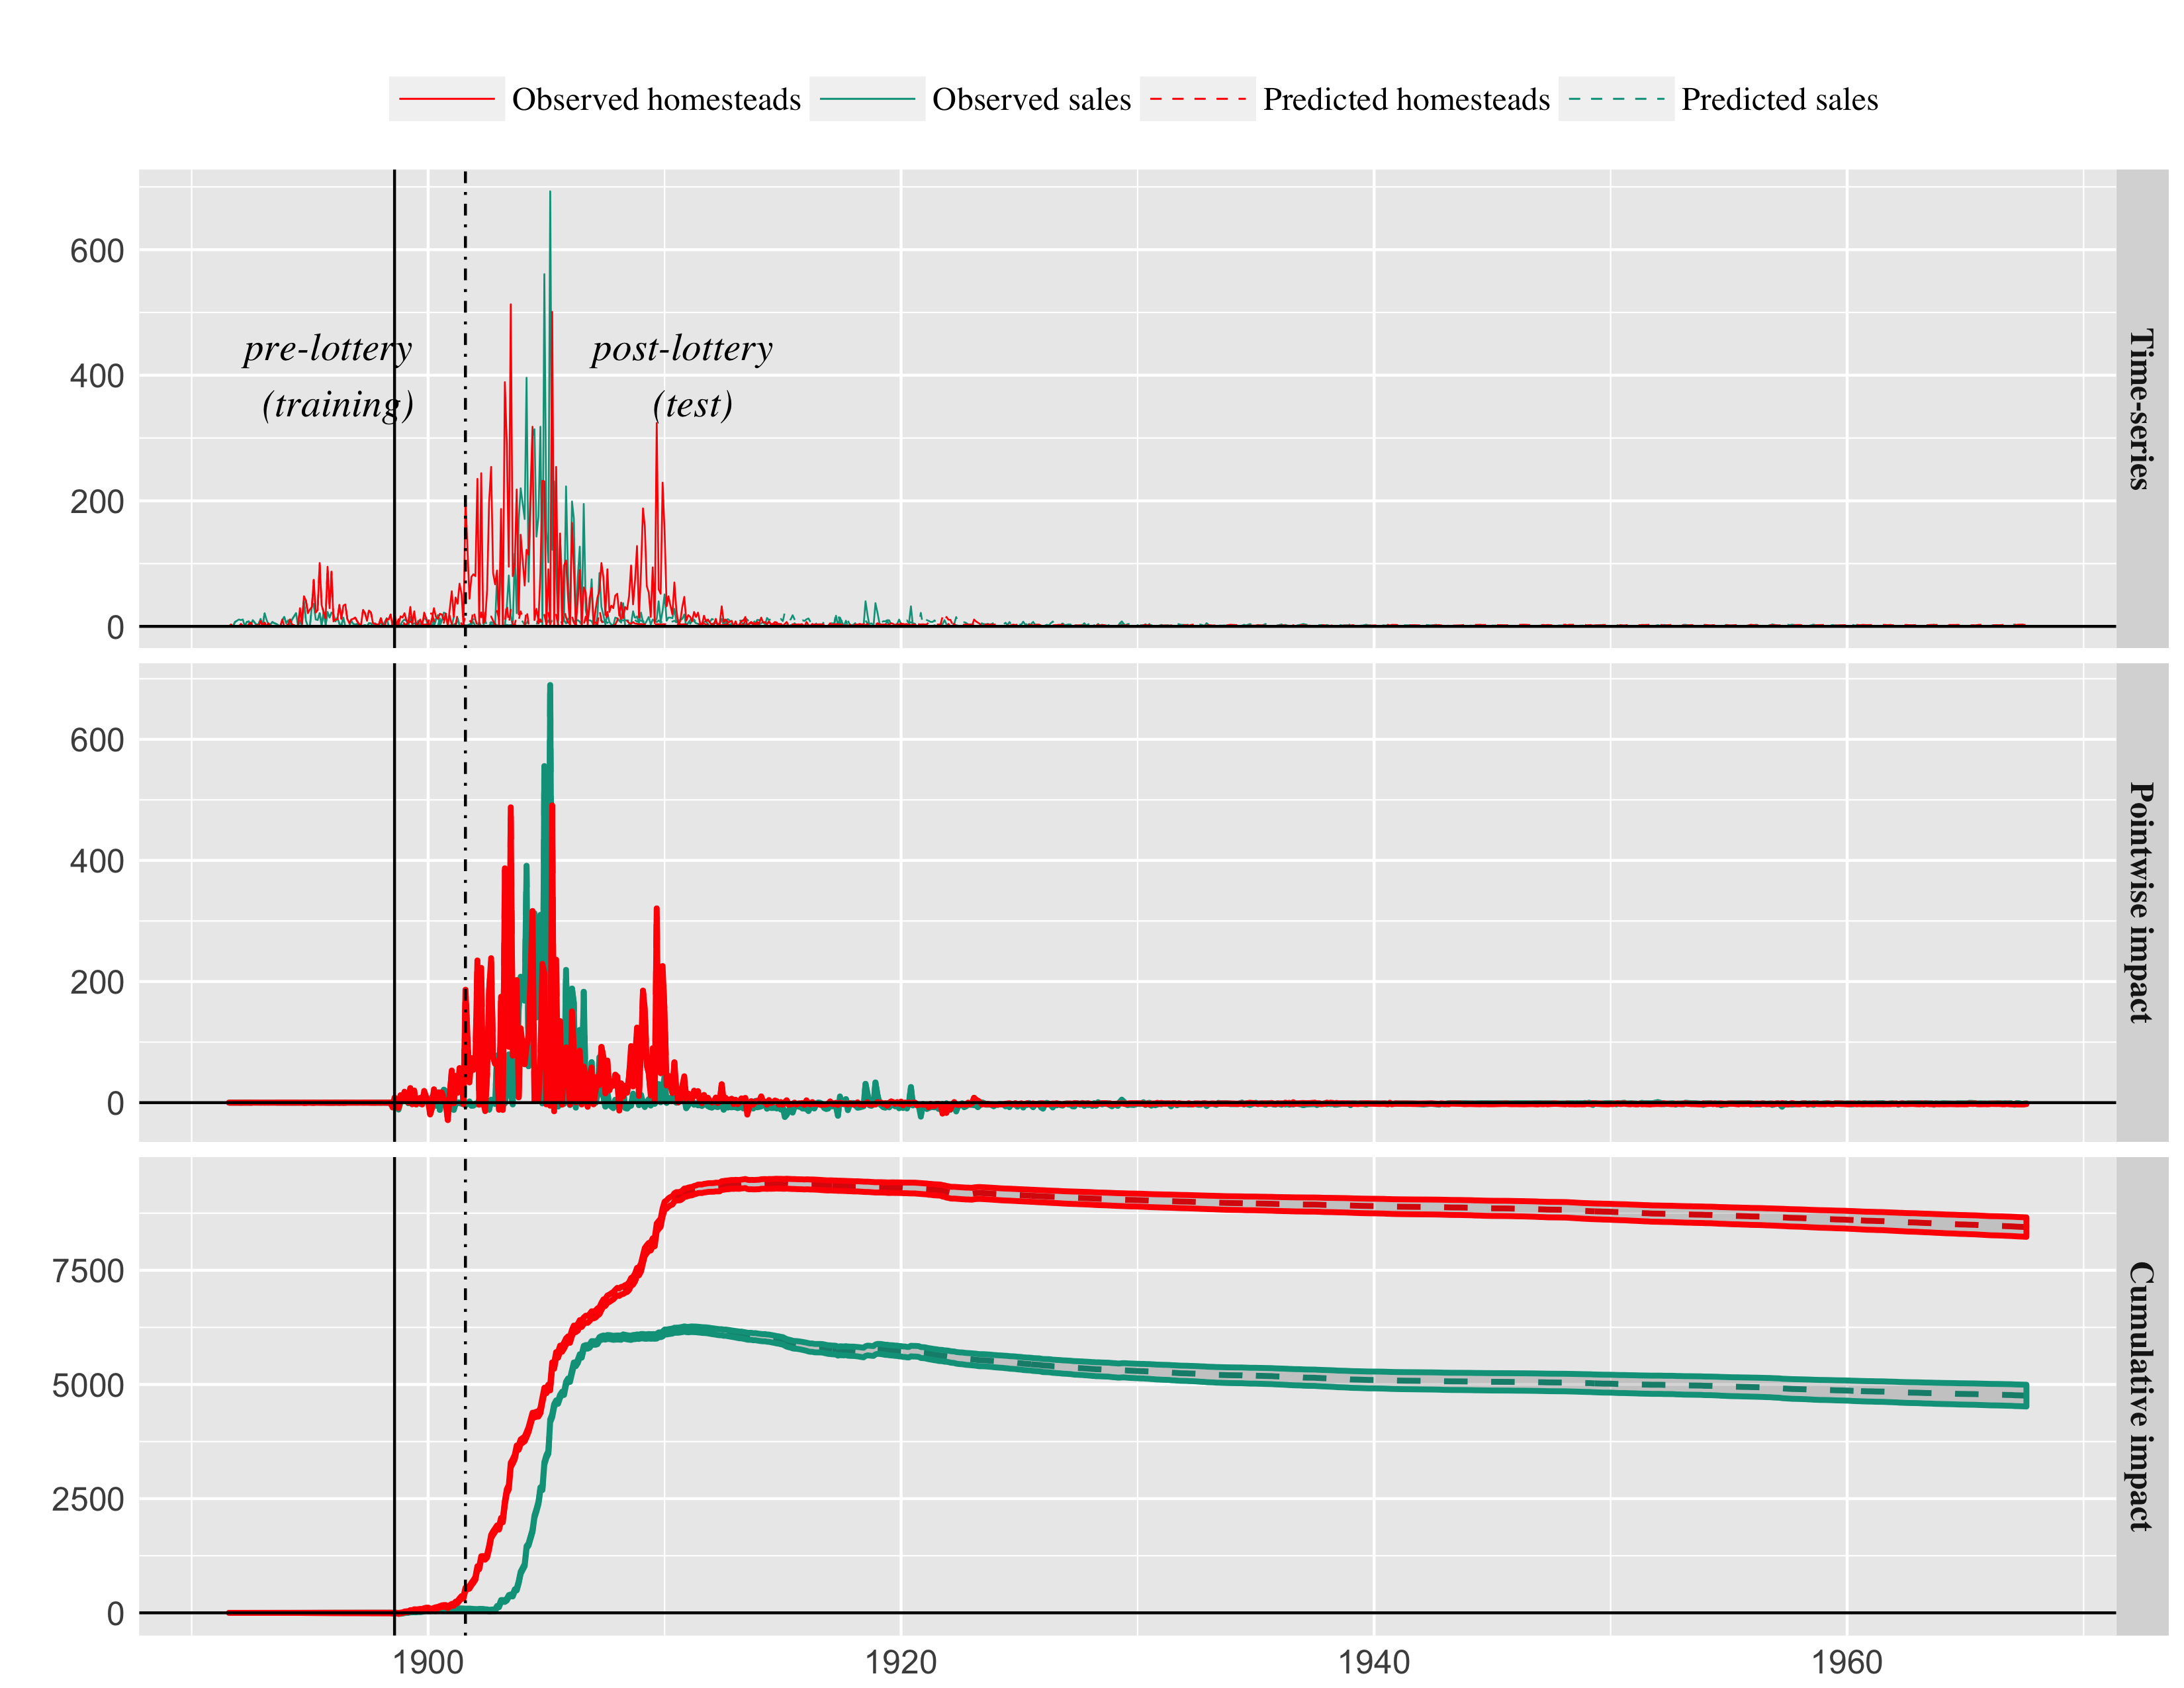 Observed homesteads Observed sales Predicted homesteads Predicted sales
600
400
200
0
pre-lottery
(training)
post-lottery
(test)
Time-series
600
400
200
0
Pointwise impact
7500
5000
2500
0
Cumulative impact
1900 1920 1940 1960